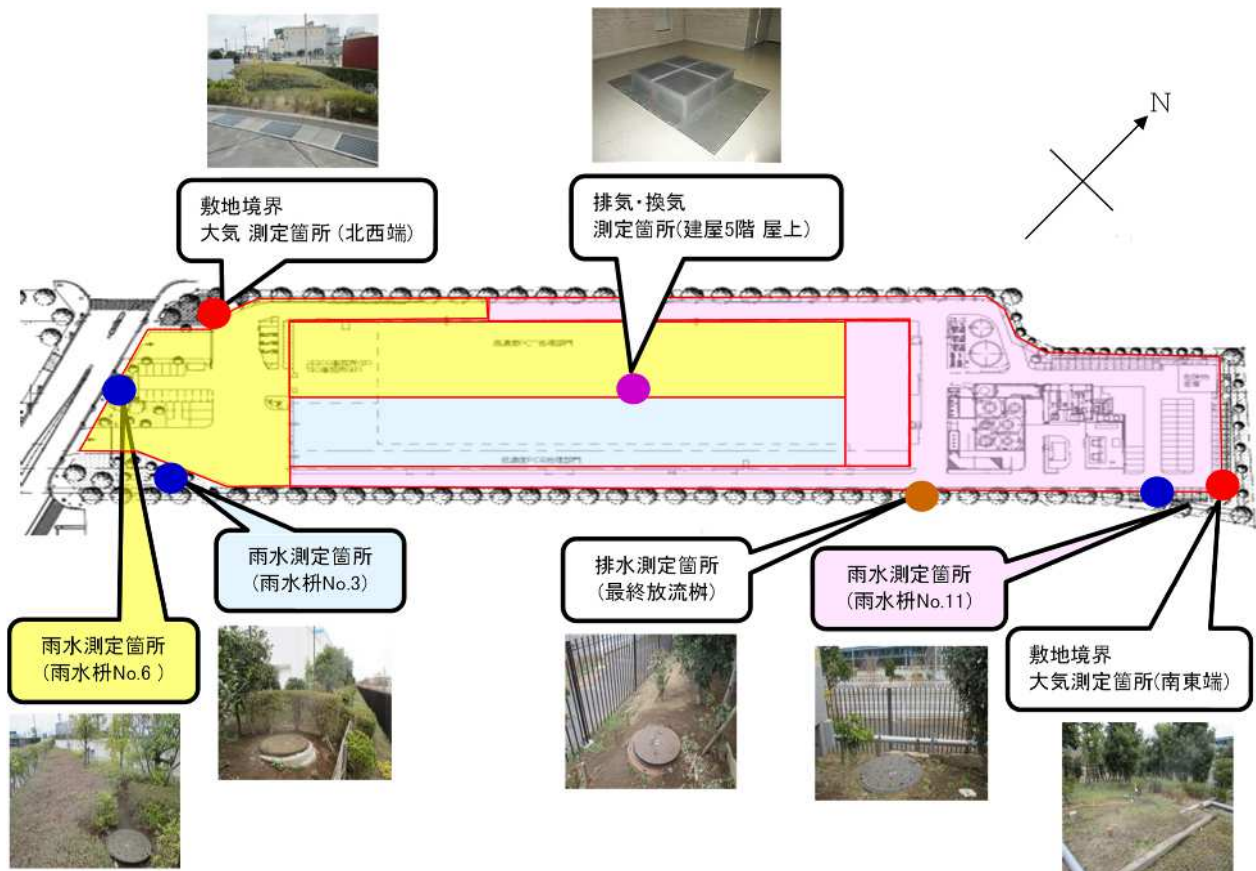 N
敷地境界
大気 測定箇所 (北西端)
排気・換気
測定箇所(建屋5階 屋上)
雨水測定箇所
(雨水枡No.3)
排水測定箇所
(最終放流桝)
雨水測定箇所
(雨水枡No.11)
雨水測定箇所
(雨水枡No.6 )
敷地境界
大気測定箇所(南東端)